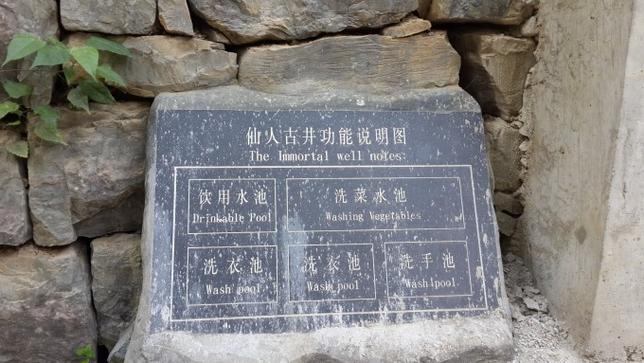 仙人古井功能说明图
The Immortal well notes:
饮用水池
Drinkable Pool
洗菜水池
Washing Vegetables
洗衣池
Wash pool
洗衣池
Wash pool
洗手池
Wash pool